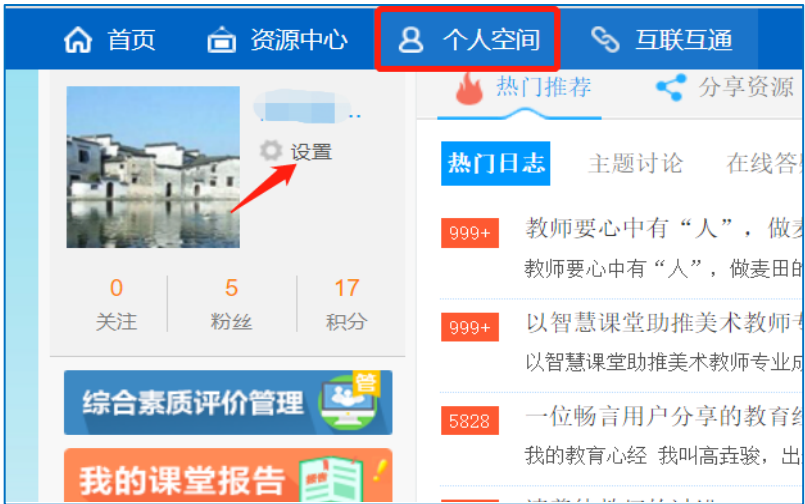 首页 资源中心 个人空间 互联互通
热门推荐 分享资源
设置
热门日志 主题讨论 在线答
999+ 教师要心中有“人”，做麦
教师要心中有“人”，做麦田的
0 5 17
关注 粉丝 积分
999+ 以智慧课堂助推美术教师专
以智慧课堂助推美术教师专业成
综合素质评价管理 管
5828 一位畅言用户分享的教育经
我的教育心经 我叫高垚骏，出
我的课堂报告